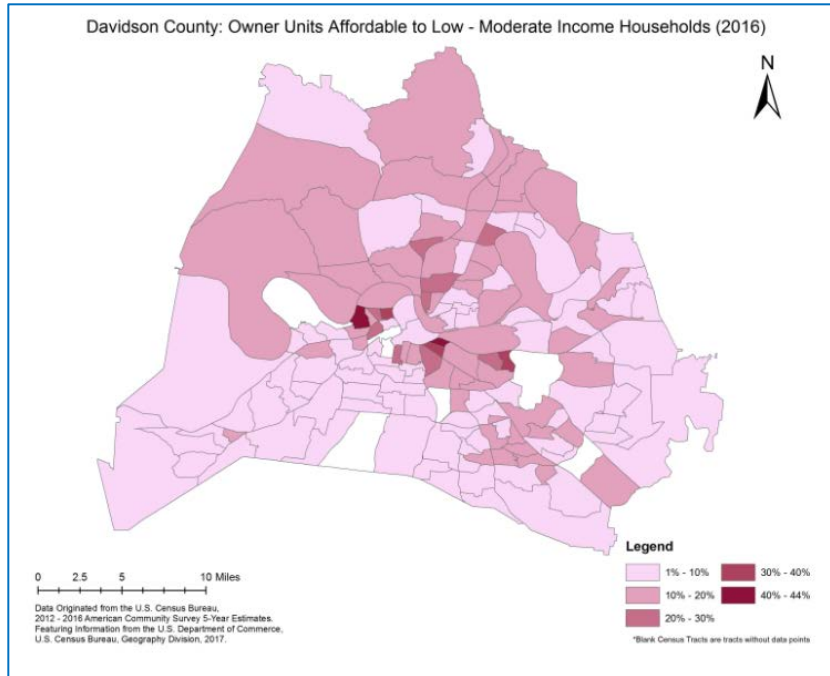 Davidson County: Owner Units Affordable to Low - Moderate Income Households (2016)
N
0 2.5 5 10 Miles
Data Originated from the U.S. Census Bureau,
2012 - 2016 American Community Survey 5-Year Estimates.
Featuring Information from the U.S. Department of Commerce,
U.S. Census Bureau, Geography Division, 2017.
Legend
1% - 10%
10% - 20%
20% - 30%
30% - 40%
40% - 44%
*Blank Census Tracts are tracts without data points